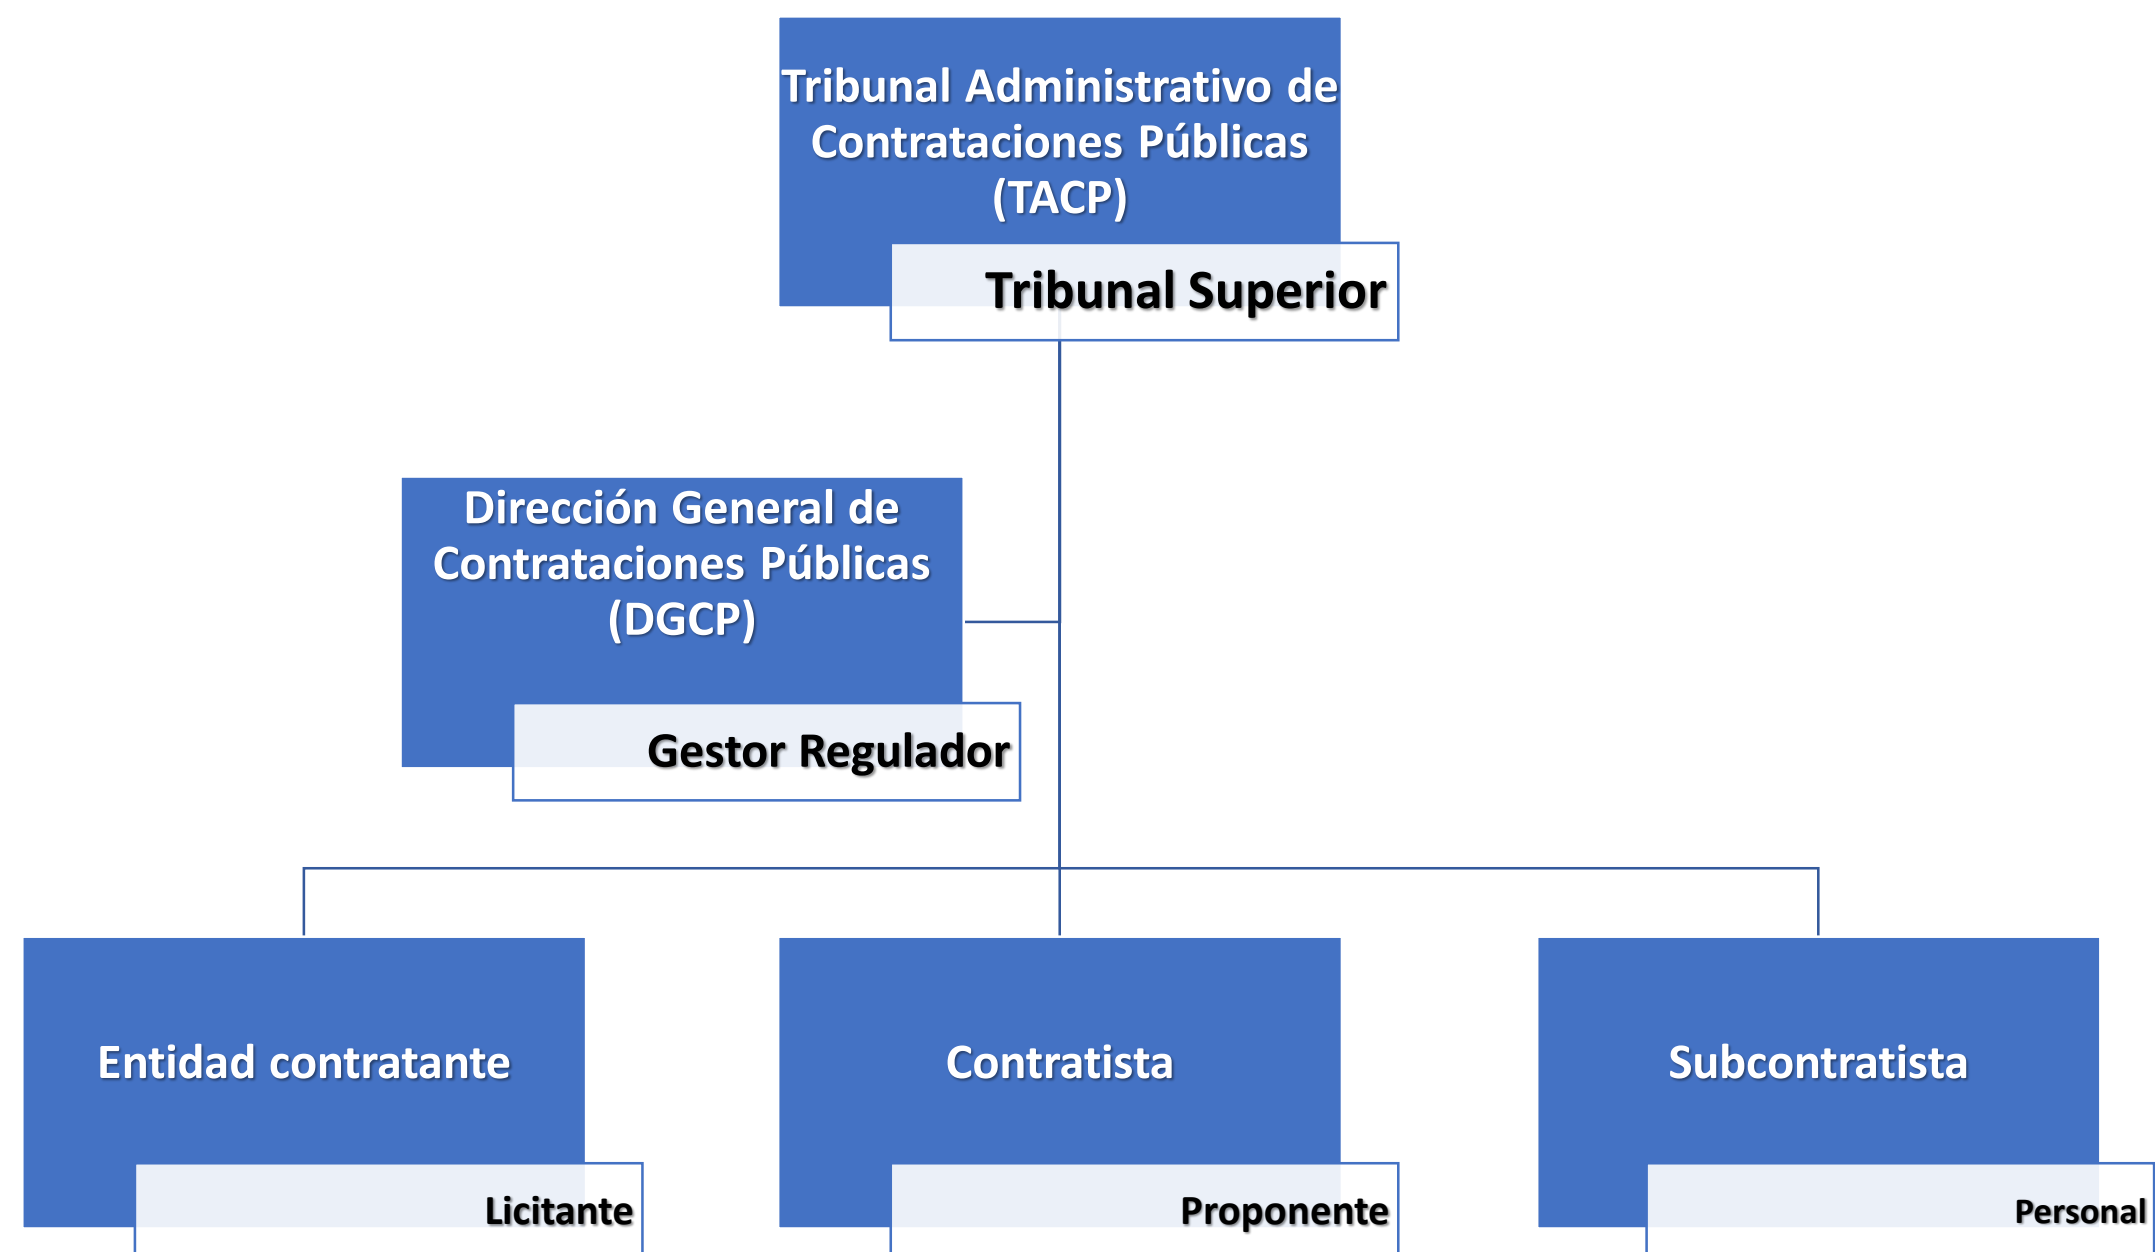 Tribunal Administrativo de
Contrataciones Públicas
(TACP)
Tribunal Superior
Dirección General de
Contrataciones Públicas
(DGCP)
Gestor Regulador
Entidad contratante
Licitante
Contratista
Proponente
Subcontratista
Personal